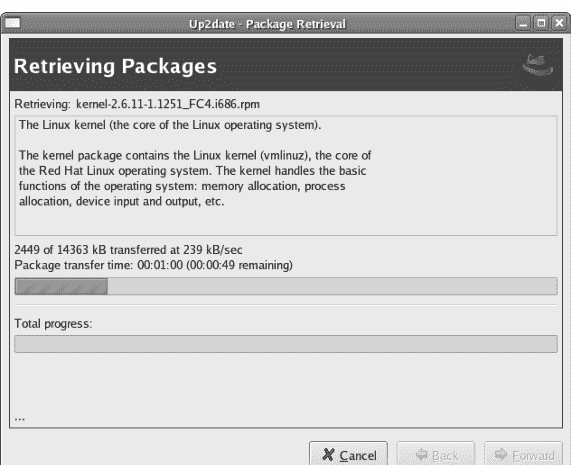 Up2date - Package Retrieval
Retrieving Packages
Retrieving: kernel-2.6.11-1.1251_FC4.i686.rpm
The Linux kernel (the core of the Linux operating system).
The kernel package contains the Linux kernel (vmlinuz), the core of
the Red Hat Linux operating system. The kernel handles the basic
functions of the operating system: memory allocation, process
allocation, device input and output, etc.
2449 of 14363 kB transferred at 239 kB/sec
Package transfer time: 00:01:00 (00:00:49 remaining)
Total progress:
...
Cancel
Back
Forward